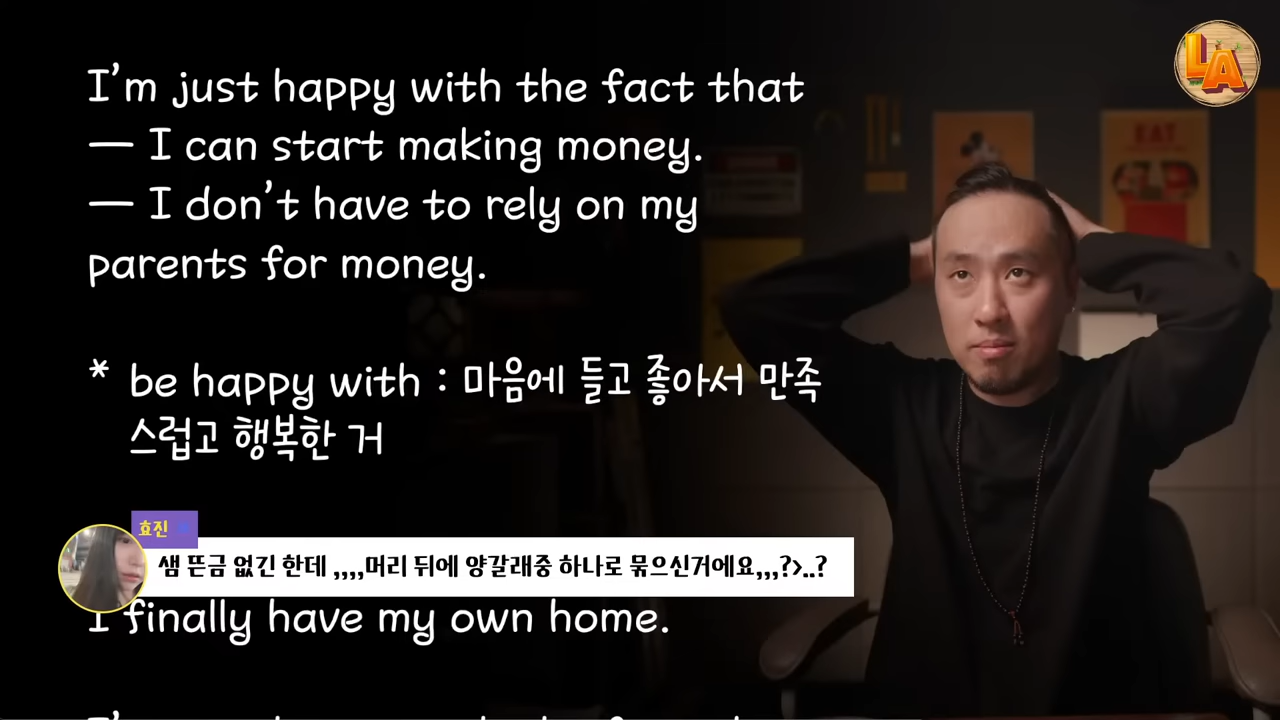 I'm just happy with the fact that
— I can start making money.
— I don't have to rely on my
parents for money.
* be happy with : 마음에 들고 좋아서 만족
스럽고 행복한 거
효진
샘 뜬금 없긴 한데 ,,,,머리 뒤에 양갈래중 하나로 묶으신거에요,,,?>..?
I finally have my own home.
LA
EAT